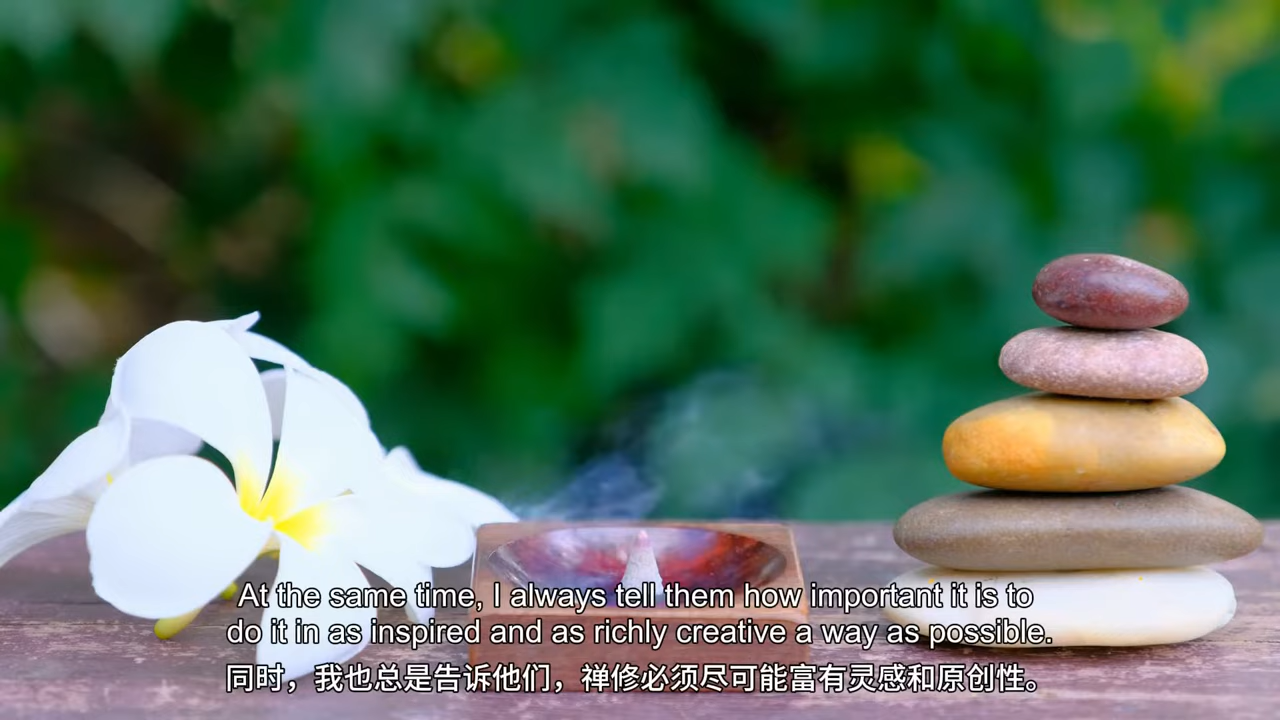 At the same time, I always tell them how important it is to
do it in as inspired and as richly creative a way as possible.
同时，我也总是告诉他们，禅修必须尽可能富有灵感和原创性。